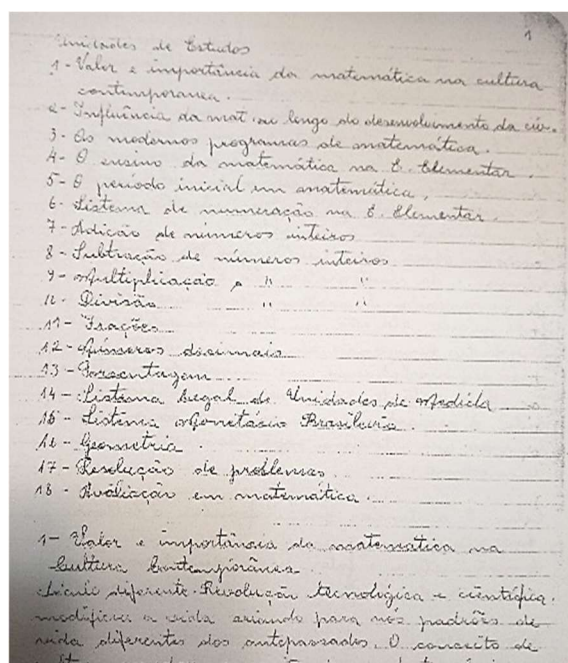 1
Unidades de Estudos
1 - Valor e importância da matemática na cultura
contemporanea.
2 - Influência da mat. ao longo do desenvolvimento da civ.
3 - Os modernos programas de matemática.
4 - O ensino da matemática na E. Elementar.
5 - O período inicial em matemática.
6 - Sistema de numeração na E. Elementar.
7 - Adição de números inteiros
8 - Subtração de números inteiros
9 - Multiplicação " "
10 - Divisão " "
11 - Frações
12 - Números decimais
13 - Porcentagem
14 - Sistema Legal de Unidades de Medida
15 - Sistema Monetário Brasileiro.
16 - Geometria
17 - Resolução de problemas
18 - Avaliação em matemática.
1 - Valor e importância da matemática na
Cultura Contemporânea
Século diferente. Revolução tecnológica e científica.
modificou a vida criando para nós padrões de
vida diferentes dos antepassados. O conceito de